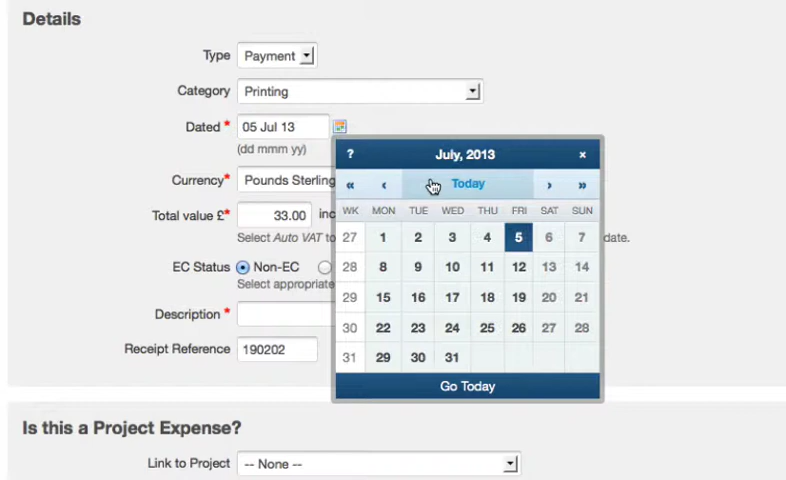 Details
Type Payment
Category Printing
Dated * 05 Jul 13
(dd mmm yy)
Currency * Pounds Sterling
Total value £* 33.00 inc
Select Auto VAT to date.
EC Status Non-EC
Select appropriate
Description *
Receipt Reference 190202
? July, 2013 ×
« ‹ Today › »
WK MON TUE WED THU FRI SAT SUN
27 1 2 3 4 5 6 7
28 8 9 10 11 12 13 14
29 15 16 17 18 19 20 21
30 22 23 24 25 26 27 28
31 29 30 31
Go Today
Is this a Project Expense?
Link to Project -- None --